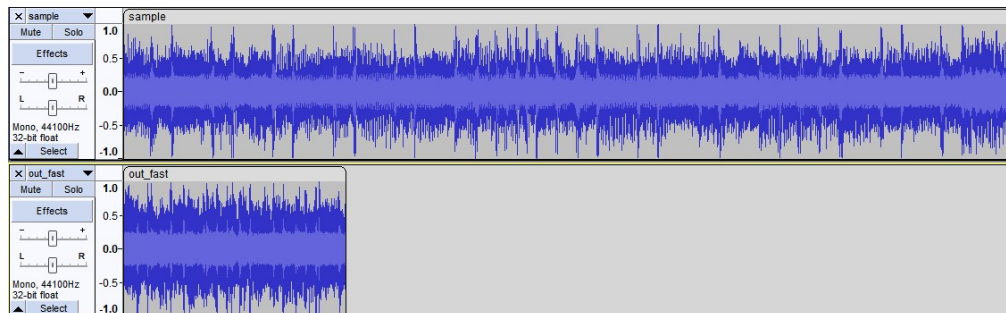 × sample ▼
sample
Mute Solo
Effects
- +
L R
Mono, 44100Hz
32-bit float
▲ Select
1.0
0.5-
0.0-
-0.5-
-1.0
× out_fast ▼
out_fast
Mute Solo
Effects
- +
L R
Mono, 44100Hz
32-bit float
▲ Select
1.0
0.5-
0.0-
-0.5-
-1.0